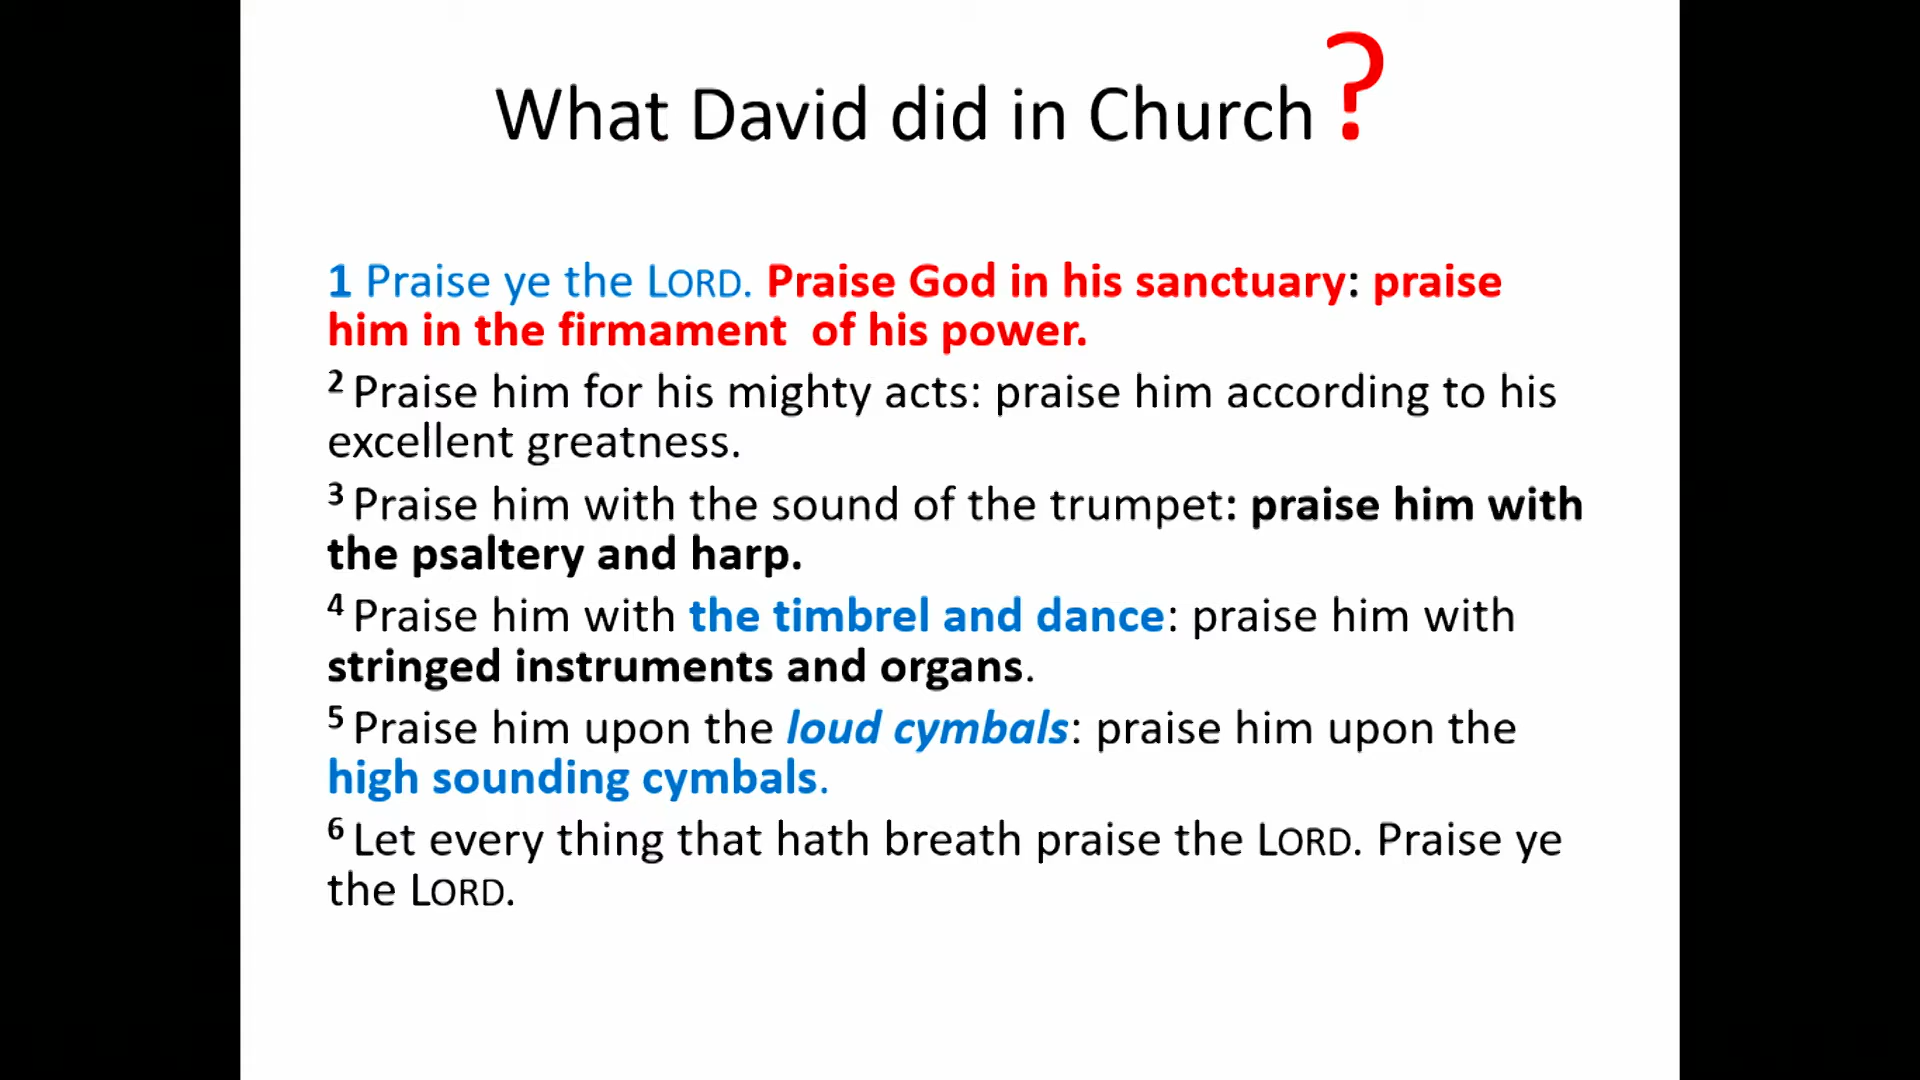 What David did in Church?
1 Praise ye the LORD. Praise God in his sanctuary: praise
him in the firmament of his power.
2 Praise him for his mighty acts: praise him according to his
excellent greatness.
3 Praise him with the sound of the trumpet: praise him with
the psaltery and harp.
4 Praise him with the timbrel and dance: praise him with
stringed instruments and organs.
5 Praise him upon the loud cymbals: praise him upon the
high sounding cymbals.
6 Let every thing that hath breath praise the LORD. Praise ye
the LORD.